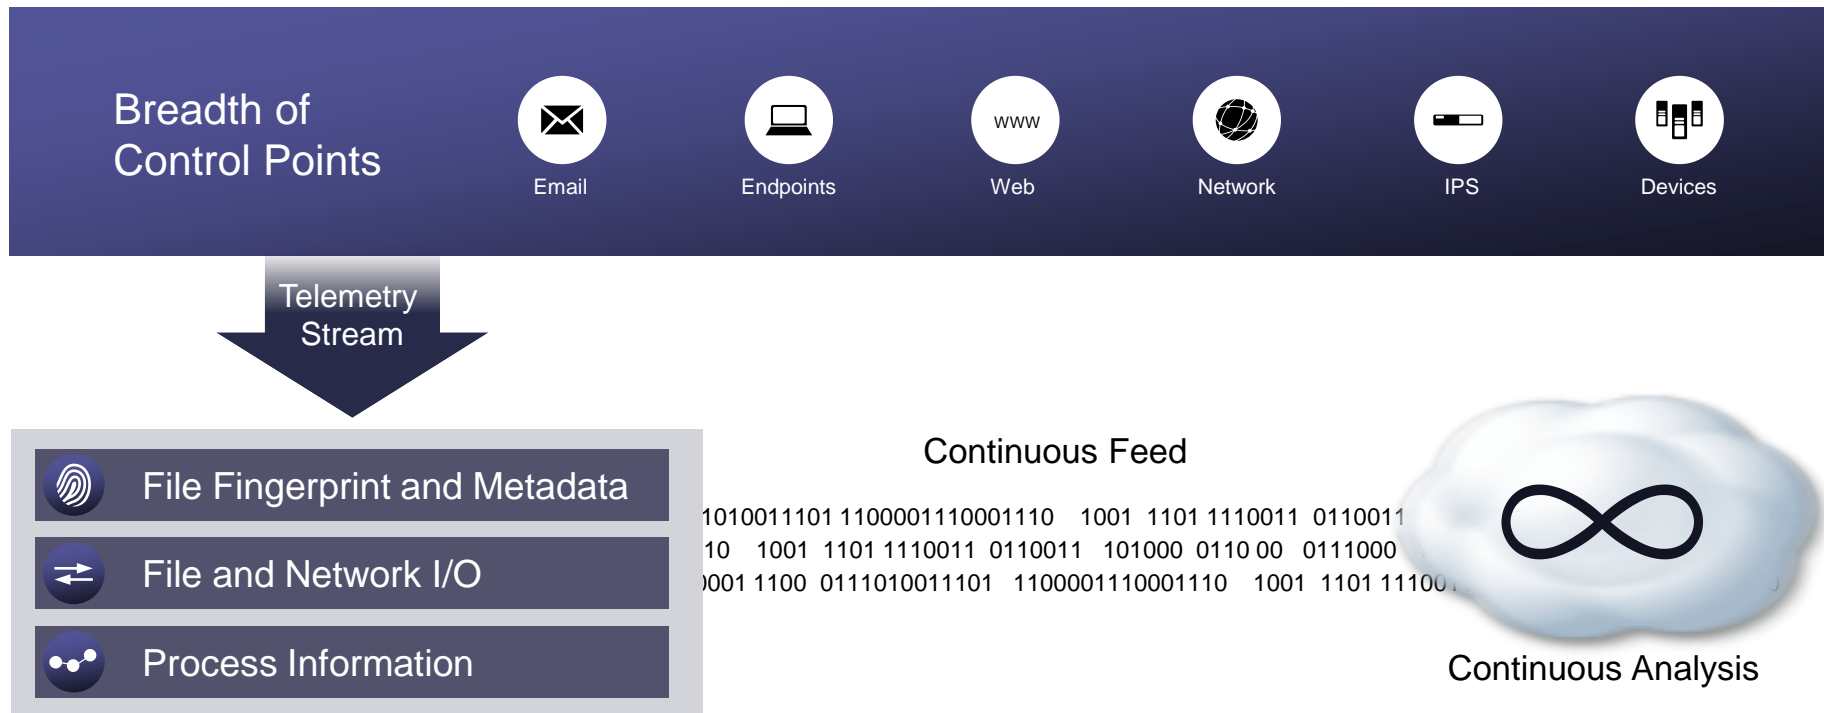 Breadth of
Control Points
www
Email
Endpoints
Web
Network
IPS
Devices
Telemetry
Stream
File Fingerprint and Metadata
File and Network I/O
Process Information
Continuous Feed
1010011101 1100001110001110 1001 1101 1110011 0110011
10 1001 1101 1110011 0110011 101000 0110 00 0111000
0001 1100 0111010011101 1100001110001110 1001 1101 11100
Continuous Analysis